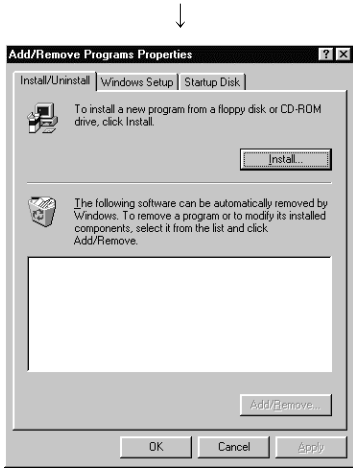 Add/Remove Programs Properties
Install/Uninstall Windows Setup Startup Disk
To install a new program from a floppy disk or CD-ROM
drive, click Install.
Install...
The following software can be automatically removed by
Windows. To remove a program or to modify its installed
components, select it from the list and click
Add/Remove.
Add/Remove...
OK Cancel Apply